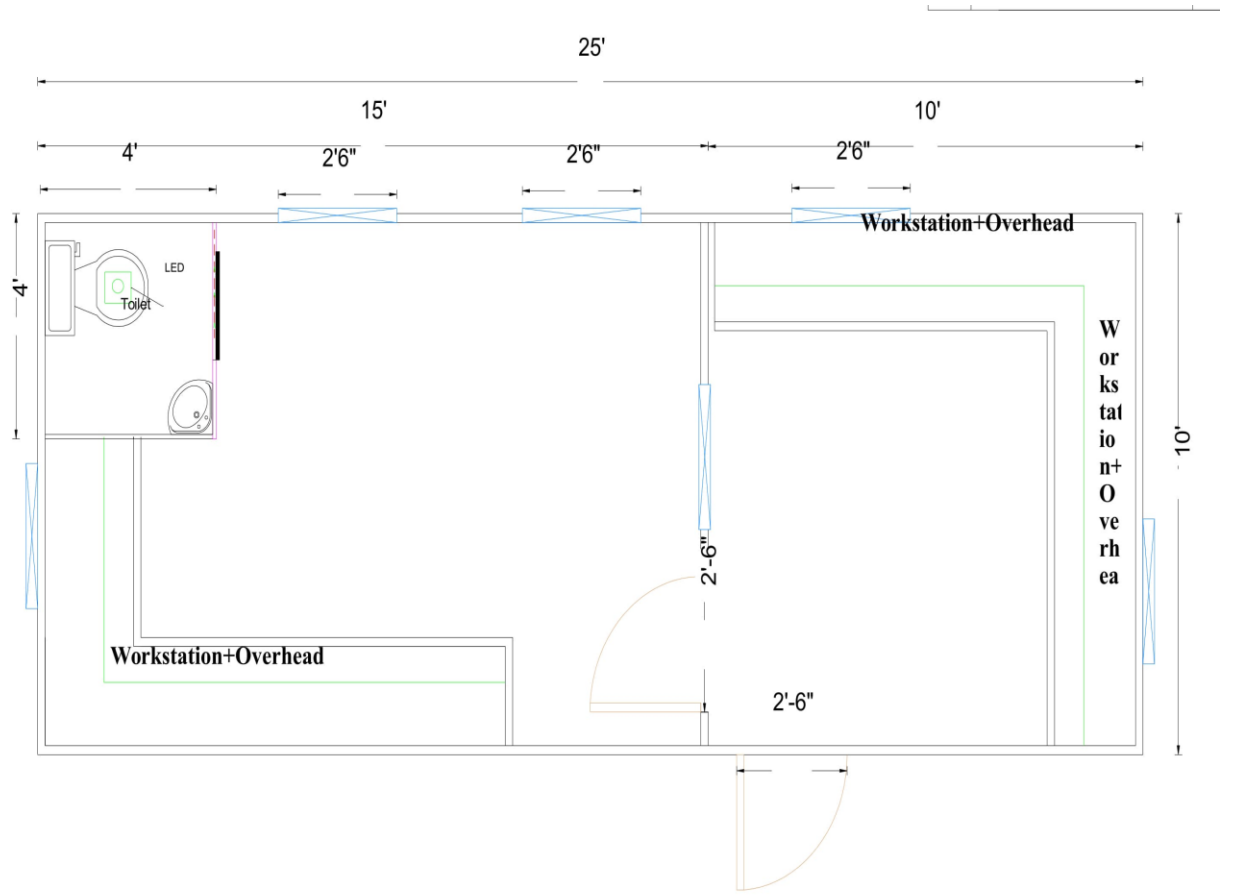 25'
15'
10'
4'
2'6"
2'6"
2'6"
Workstation+Overhead
LED
4'
Toilet
W
or
ks
tat
io
n+
O
ve
rh
ea
10'
2'-6"
Workstation+Overhead
2'-6"